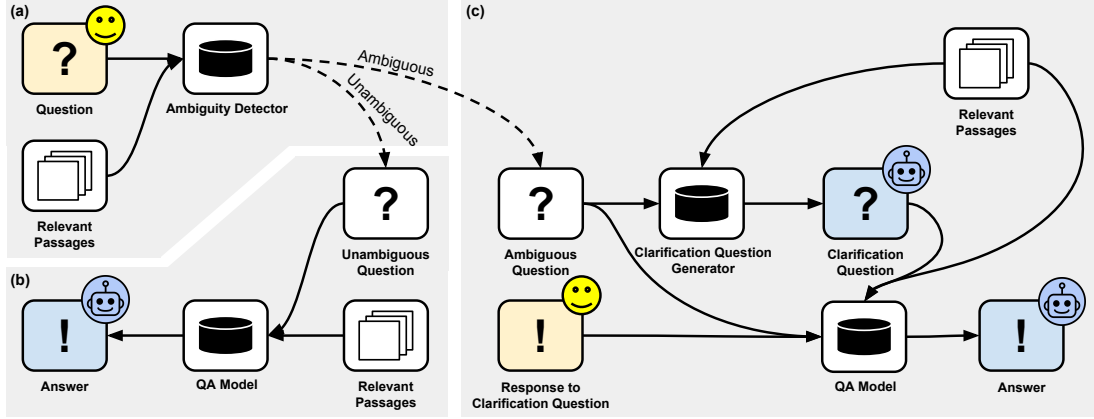 (a)
?
Question
Ambiguity Detector
Relevant
Passages
Ambiguous
Unambiguous
?
Unambiguous
Question
(b)
!
Answer
QA Model
Relevant
Passages
(c)
Relevant
Passages
?
Ambiguous
Question
Clarification Question
Generator
?
Clarification
Question
!
Response to
Clarification Question
QA Model
!
Answer